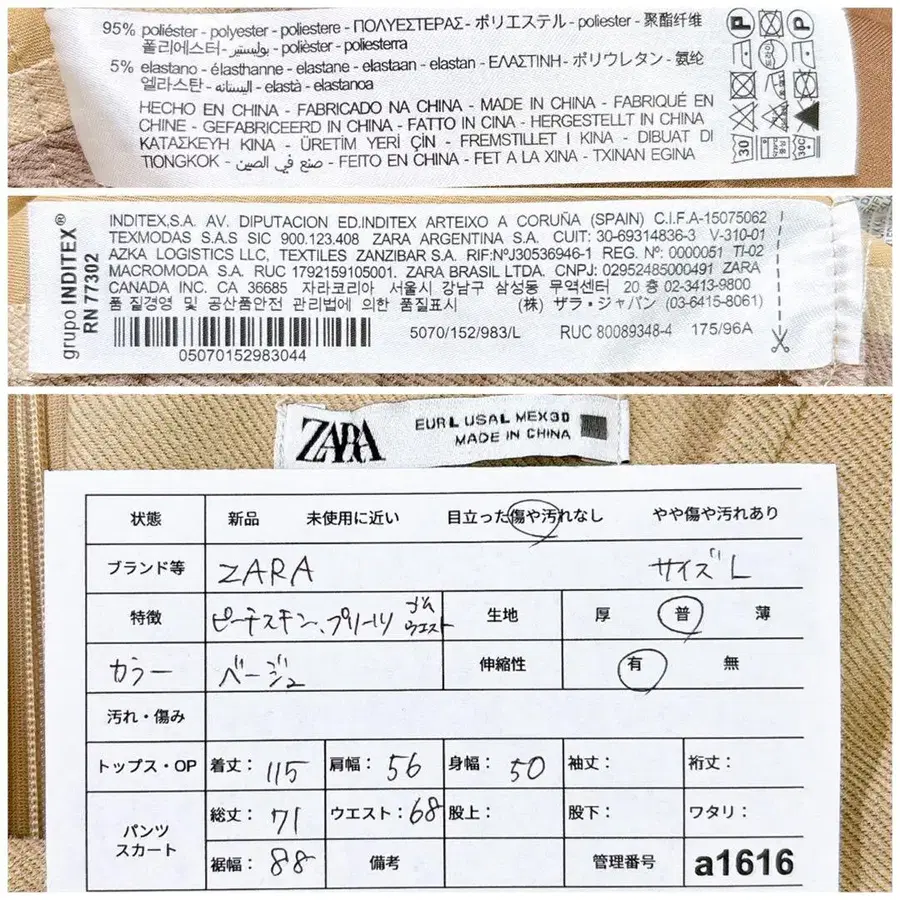 95% poliéster - polyester - poliestere - ΠΟΛΥΕΣΤΕΡΑΣ - ポリエステル - poliester - 聚酯纤维
폴리에스터 - بوليستير - polièster - poliesterra
5% elastano - élasthanne - elastane - elastaan - elastan - ΕΛΑΣΤΙΝΗ - ポリウレタン - 氨纶
엘라스탄 - اليستانه - elastà - elastanoa
HECHO EN CHINA - FABRICADO NA CHINA - MADE IN CHINA - FABRIQUÉ EN
CHINE - GEFABRICEERD IN CHINA - FATTO IN CINA - HERGESTELLT IN CHINA
ΚΑΤΑΣΚΕΥΗ ΚΙΝΑ - ÜRETİM YERİ ÇİN - FREMSTILLET I KINA - DIBUAT DI
TIONGKOK - صنع في الصين - FEITO EN CHINA - FET A LA XINA - TXINAN EGINA
P
P
30
30C
grupo INDITEX®
RN 77302
INDITEX,S.A. AV. DIPUTACION ED.INDITEX ARTEIXO A CORUÑA (SPAIN) C.I.F.A-15075062
TEXMODAS S.A.S SIC 900.123.408 ZARA ARGENTINA S.A. CUIT: 30-69314836-3 V-310-01
AZKA LOGISTICS LLC, TEXTILES ZANZIBAR S.A. RIF:NºJ30536946-1 REG. Nº: 0000051 TI-02
MACROMODA S.A. RUC 1792159105001. ZARA BRASIL LTDA. CNPJ: 02952485000491 ZARA
CANADA INC. CA 36685 자라코리아 서울시 강남구 삼성동 무역센터 20 층 02-3413-9800
품 질경영 및 공산품안전 관리법에 의한 품질표시 (株) ザラ・ジャパン (03-6415-8061)
5070/152/983/L RUC 80089348-4 175/96A
05070152983044
ZARA
EUR L USA L MEX 30
MADE IN CHINA
状態 新品 未使用に近い 目立った傷や汚れなし やや傷や汚れあり
ブランド等 ZARA サイズ L
特徴 ピーチスキン、プリーツ ゴムウエスト 生地 厚 普 薄
カラー ベージュ 伸縮性 有 無
汚れ・傷み
トップス・OP 着丈: 115 肩幅: 56 身幅: 50 袖丈: 裄丈:
パンツ スカート 総丈: 71 ウエスト: 68 股上: 股下: ワタリ:
裾幅: 88 備考 管理番号 a1616